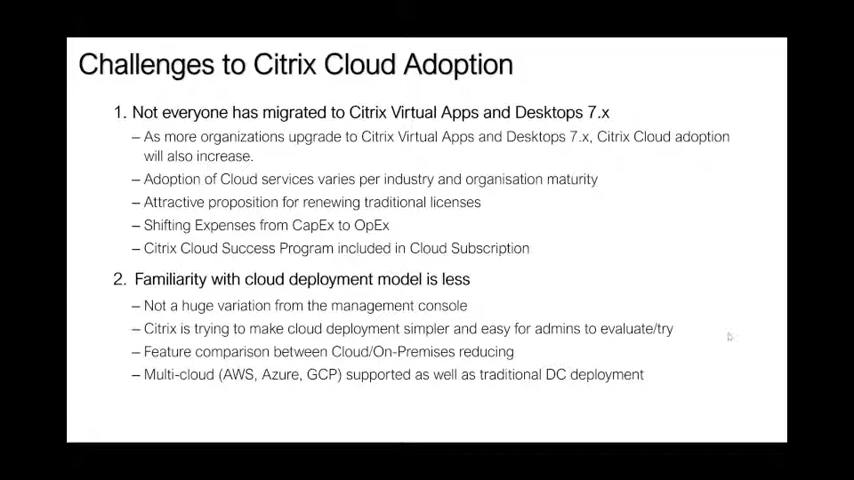 Challenges to Citrix Cloud Adoption
1. Not everyone has migrated to Citrix Virtual Apps and Desktops 7.x
– As more organizations upgrade to Citrix Virtual Apps and Desktops 7.x, Citrix Cloud adoption
will also increase.
– Adoption of Cloud services varies per industry and organisation maturity
– Attractive proposition for renewing traditional licenses
– Shifting Expenses from CapEx to OpEx
– Citrix Cloud Success Program included in Cloud Subscription
2. Familiarity with cloud deployment model is less
– Not a huge variation from the management console
– Citrix is trying to make cloud deployment simpler and easy for admins to evaluate/try
– Feature comparison between Cloud/On-Premises reducing
– Multi-cloud (AWS, Azure, GCP) supported as well as traditional DC deployment